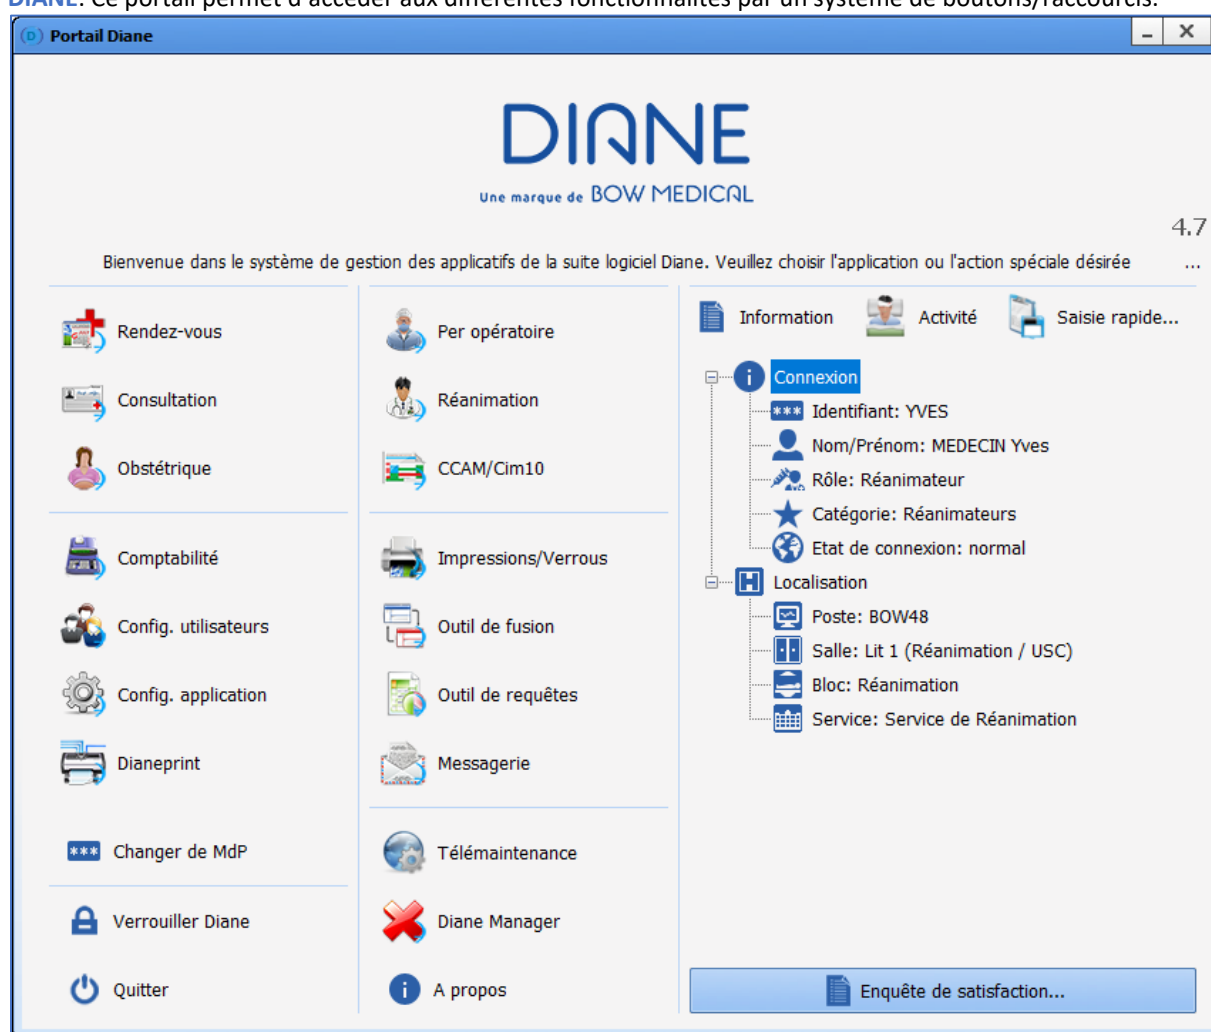 DIANE. Ce portail permet d'accéder aux différentes fonctionnalités par un système de boutons/raccourcis.
Portail Diane
DIANE
Une marque de BOW MEDICAL
4.7
Bienvenue dans le système de gestion des applicatifs de la suite logiciel Diane. Veuillez choisir l'application ou l'action spéciale désirée ...
Rendez-vous
Consultation
Obstétrique
Comptabilité
Config. utilisateurs
Config. application
Dianeprint
*** Changer de MdP
Verrouiller Diane
Quitter
Per opératoire
Réanimation
CCAM/Cim10
Impressions/Verrous
Outil de fusion
Outil de requêtes
Messagerie
Télémaintenance
Diane Manager
A propos
Information Activité Saisie rapide...
Connexion
*** Identifiant: YVES
Nom/Prénom: MEDECIN Yves
Rôle: Réanimateur
Catégorie: Réanimateurs
Etat de connexion: normal
Localisation
Poste: BOW48
Salle: Lit 1 (Réanimation / USC)
Bloc: Réanimation
Service: Service de Réanimation
Enquête de satisfaction...